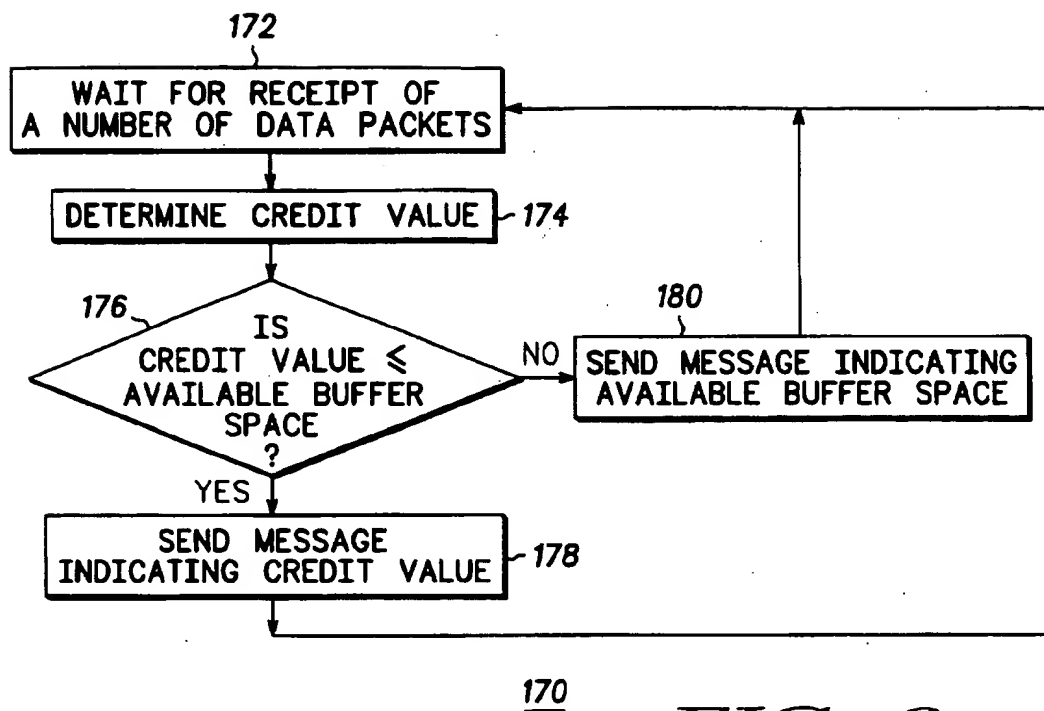 172
WAIT FOR RECEIPT OF
A NUMBER OF DATA PACKETS
DETERMINE CREDIT VALUE
174
176
IS
CREDIT VALUE ≤
AVAILABLE BUFFER
SPACE
?
NO
180
SEND MESSAGE INDICATING
AVAILABLE BUFFER SPACE
YES
SEND MESSAGE
INDICATING CREDIT VALUE
178
170